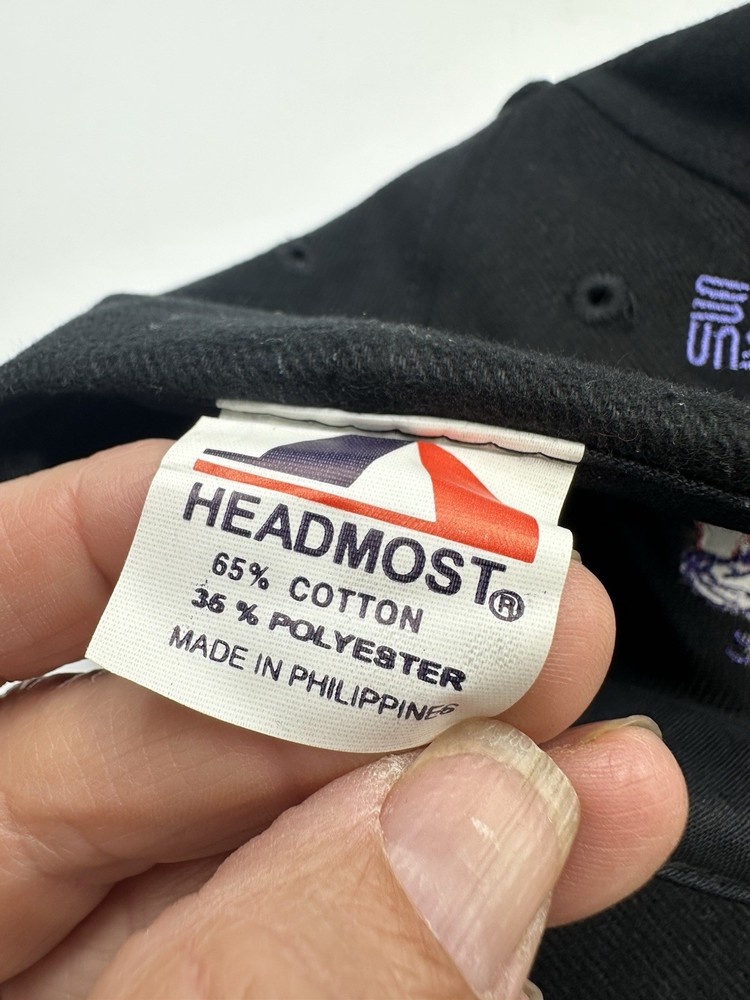 HEADMOST®
65% COTTON
35 % POLYESTER
MADE IN PHILIPPINES